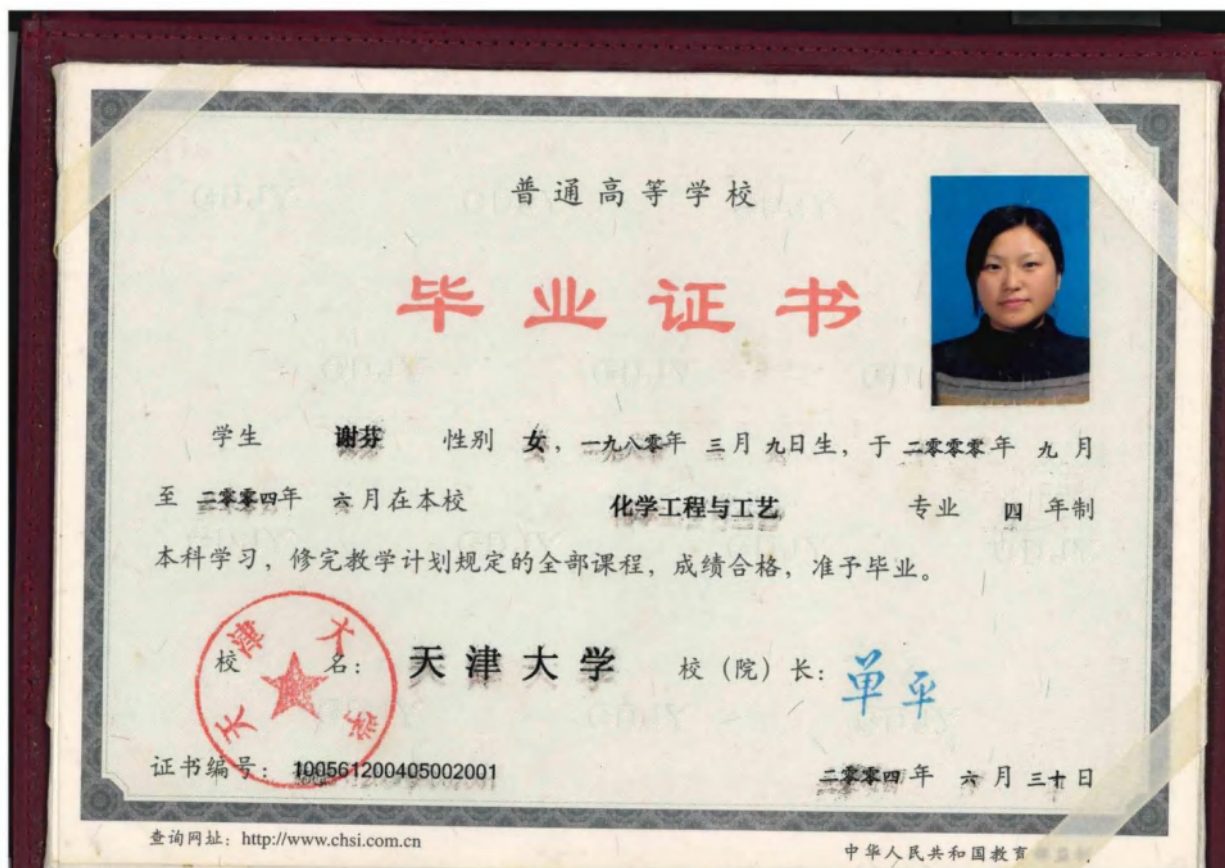 普通高等学校
毕业证书
学生 谢芬 性别 女，一九八零年 三月 九日生，于 二零零零年 九 月
至 二零零四年 六 月在本校 化学工程与工艺 专业 四 年制
本科学习，修完教学计划规定的全部课程，成绩合格，准予毕业。
天津大学
校 名：天津大学 校（院）长：单平
证书编号：100561200405002001 二零零四 年 六 月 三十 日
查询网址：http://www.chsi.com.cn 中华人民共和国教育